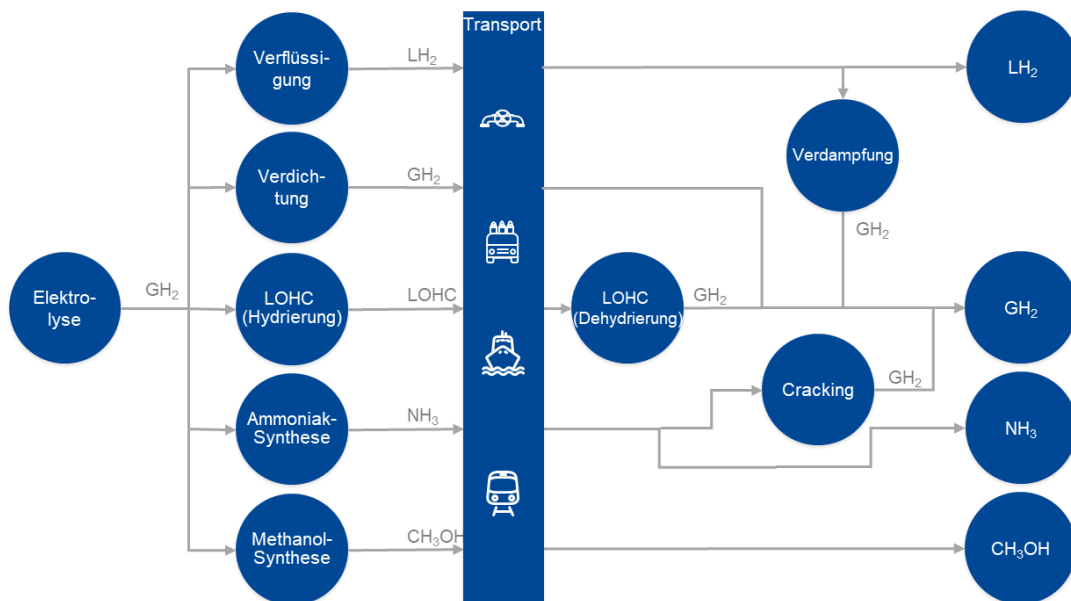 Transport
Verflüssi-
gung
LH₂
LH₂
Verdampfung
Verdich-
tung
GH₂
GH₂
Elektro-
lyse
GH₂
LOHC
(Hydrierung)
LOHC
LOHC
(Dehydrierung)
GH₂
GH₂
Cracking
GH₂
Ammoniak-
Synthese
NH₃
NH₃
Methanol-
Synthese
CH₃OH
CH₃OH